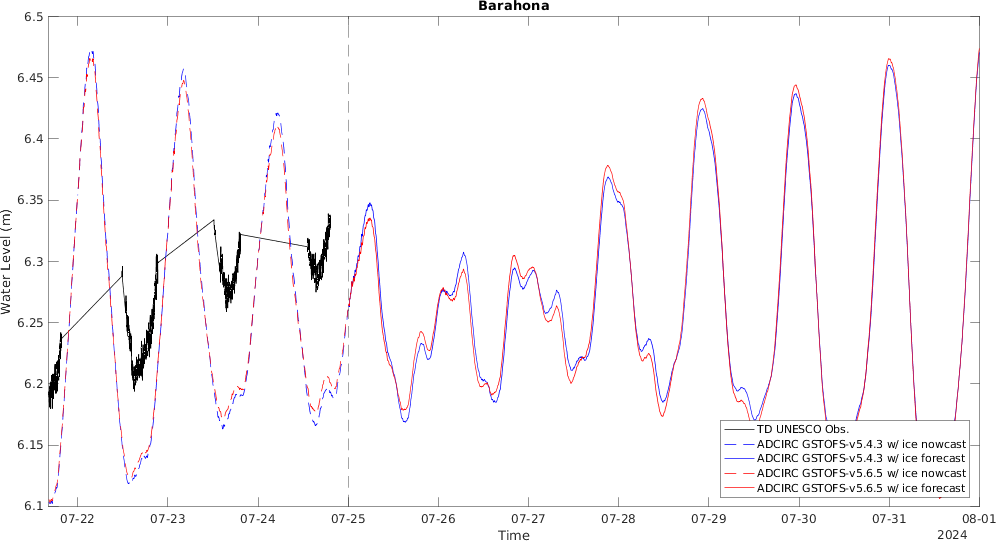 Barahona
6.5
6.45
6.4
6.35
6.3
6.25
6.2
6.15
6.1
Water Level (m)
07-22 07-23 07-24 07-25 07-26 07-27 07-28 07-29 07-30 07-31 08-01
Time
2024
TD UNESCO Obs.
ADCIRC GSTOFS-v5.4.3 w/ ice nowcast
ADCIRC GSTOFS-v5.4.3 w/ ice forecast
ADCIRC GSTOFS-v5.6.5 w/ ice nowcast
ADCIRC GSTOFS-v5.6.5 w/ ice forecast